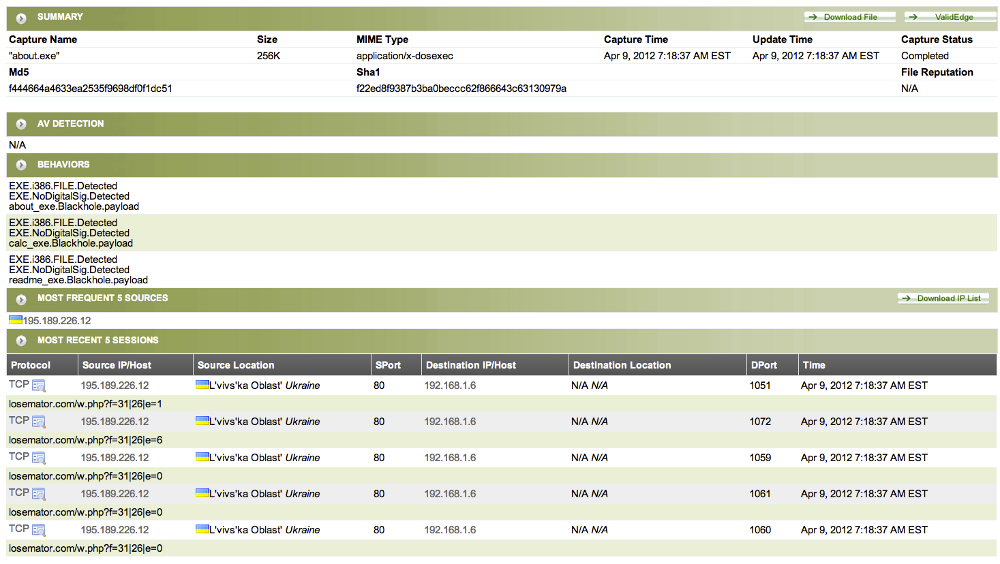 SUMMARY Download File ValidEdge
Capture Name Size MIME Type Capture Time Update Time Capture Status
"about.exe" 256K application/x-dosexec Apr 9, 2012 7:18:37 AM EST Apr 9, 2012 7:18:37 AM EST Completed
Md5 Sha1 File Reputation
f444664a4633ea2535f9698df0f1dc51 f22ed8f9387b3ba0beccc62f866643c63130979a N/A
AV DETECTION
N/A
BEHAVIORS
EXE.i386.FILE.Detected
EXE.NoDigitalSig.Detected
about_exe.Blackhole.payload
EXE.i386.FILE.Detected
EXE.NoDigitalSig.Detected
calc_exe.Blackhole.payload
EXE.i386.FILE.Detected
EXE.NoDigitalSig.Detected
readme_exe.Blackhole.payload
MOST FREQUENT 5 SOURCES Download IP List
195.189.226.12
MOST RECENT 5 SESSIONS
Protocol Source IP/Host Source Location SPort Destination IP/Host Destination Location DPort Time
TCP 195.189.226.12 L'vivs'ka Oblast' Ukraine 80 192.168.1.6 N/A N/A 1051 Apr 9, 2012 7:18:37 AM EST
losemator.com/w.php?f=31|26|e=1
TCP 195.189.226.12 L'vivs'ka Oblast' Ukraine 80 192.168.1.6 N/A N/A 1072 Apr 9, 2012 7:18:37 AM EST
losemator.com/w.php?f=31|26|e=6
TCP 195.189.226.12 L'vivs'ka Oblast' Ukraine 80 192.168.1.6 N/A N/A 1059 Apr 9, 2012 7:18:37 AM EST
losemator.com/w.php?f=31|26|e=0
TCP 195.189.226.12 L'vivs'ka Oblast' Ukraine 80 192.168.1.6 N/A N/A 1061 Apr 9, 2012 7:18:37 AM EST
losemator.com/w.php?f=31|26|e=0
TCP 195.189.226.12 L'vivs'ka Oblast' Ukraine 80 192.168.1.6 N/A N/A 1060 Apr 9, 2012 7:18:37 AM EST
losemator.com/w.php?f=31|26|e=0